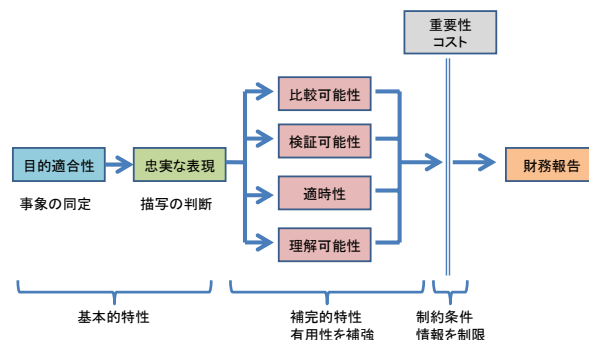 重要性
コスト
比較可能性
検証可能性
目的適合性
忠実な表現
適時性
財務報告
事象の同定
描写の判断
理解可能性
基本的特性
補完的特性
有用性を補強
制約条件
情報を制限